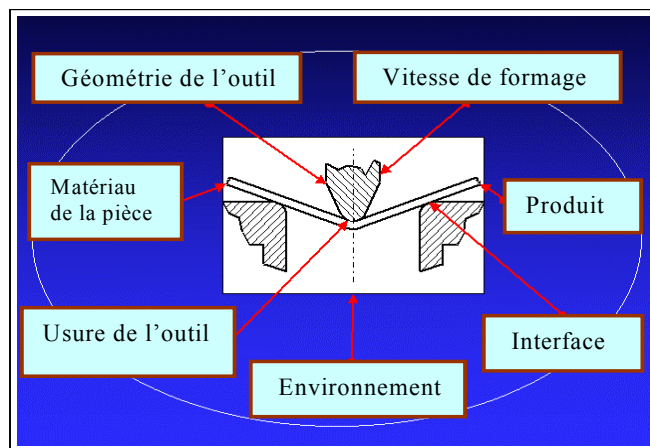 Géométrie de l’outil
Vitesse de formage
Matériau
de la pièce
Produit
Usure de l’outil
Interface
Environnement